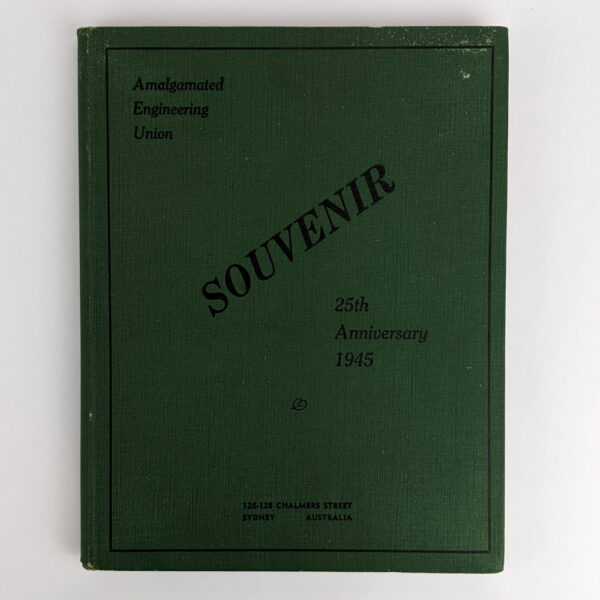 Amalgamated
Engineering
Union
SOUVENIR
25th
Anniversary
1945
126-128 CHALMERS STREET
SYDNEY AUSTRALIA